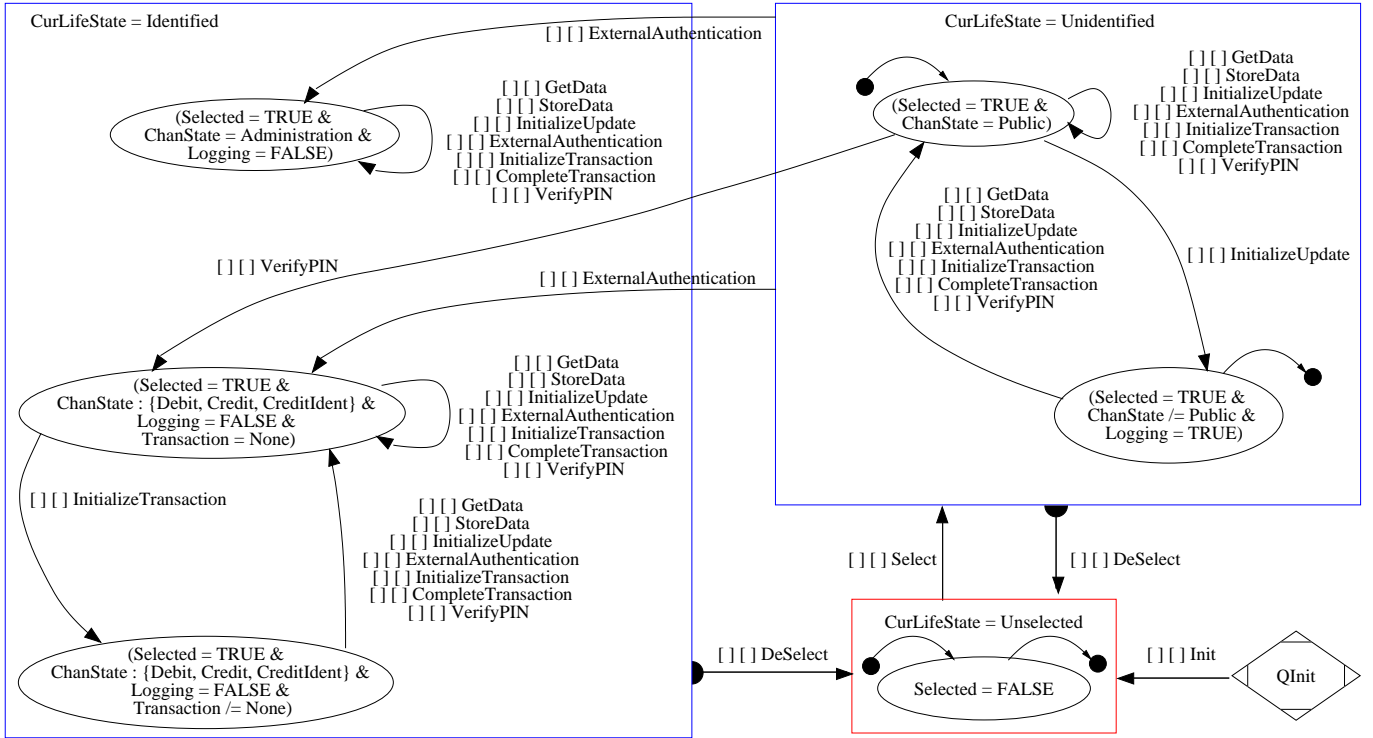 CurLifeState = Identified
[ ] [ ] ExternalAuthentication
(Selected = TRUE &
ChanState = Administration &
Logging = FALSE)
[ ] [ ] GetData
[ ] [ ] StoreData
[ ] [ ] InitializeUpdate
[ ] [ ] ExternalAuthentication
[ ] [ ] InitializeTransaction
[ ] [ ] CompleteTransaction
[ ] [ ] VerifyPIN
[ ] [ ] VerifyPIN
[ ] [ ] ExternalAuthentication
(Selected = TRUE &
ChanState : {Debit, Credit, CreditIdent} &
Logging = FALSE &
Transaction = None)
[ ] [ ] GetData
[ ] [ ] StoreData
[ ] [ ] InitializeUpdate
[ ] [ ] ExternalAuthentication
[ ] [ ] InitializeTransaction
[ ] [ ] CompleteTransaction
[ ] [ ] VerifyPIN
[ ] [ ] InitializeTransaction
[ ] [ ] GetData
[ ] [ ] StoreData
[ ] [ ] InitializeUpdate
[ ] [ ] ExternalAuthentication
[ ] [ ] InitializeTransaction
[ ] [ ] CompleteTransaction
[ ] [ ] VerifyPIN
(Selected = TRUE &
ChanState : {Debit, Credit, CreditIdent} &
Logging = FALSE &
Transaction /= None)
CurLifeState = Unidentified
(Selected = TRUE &
ChanState = Public)
[ ] [ ] GetData
[ ] [ ] StoreData
[ ] [ ] InitializeUpdate
[ ] [ ] ExternalAuthentication
[ ] [ ] InitializeTransaction
[ ] [ ] CompleteTransaction
[ ] [ ] VerifyPIN
[ ] [ ] GetData
[ ] [ ] StoreData
[ ] [ ] InitializeUpdate
[ ] [ ] ExternalAuthentication
[ ] [ ] InitializeTransaction
[ ] [ ] CompleteTransaction
[ ] [ ] VerifyPIN
[ ] [ ] InitializeUpdate
(Selected = TRUE &
ChanState /= Public &
Logging = TRUE)
[ ] [ ] Select
[ ] [ ] DeSelect
[ ] [ ] DeSelect
CurLifeState = Unselected
Selected = FALSE
[ ] [ ] Init
QInit